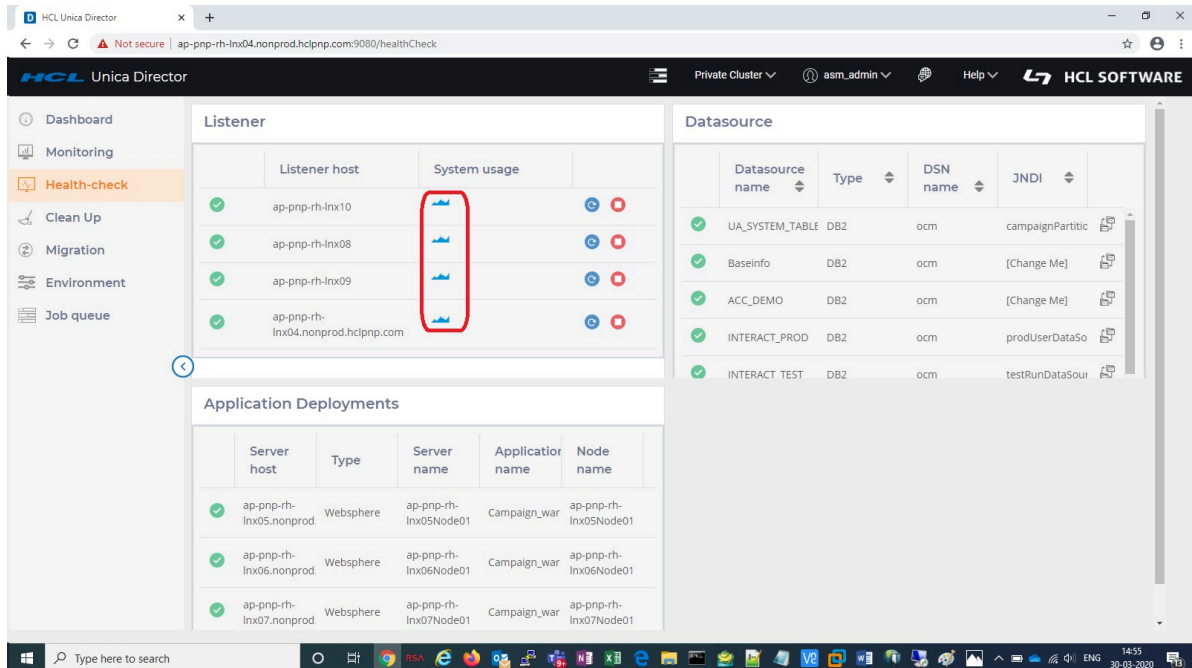 D HCL Unica Director × +
Not secure | ap-pnp-rh-lnx04.nonprod.hclpnp.com:9080/healthCheck
HCL Unica Director
Private Cluster
asm_admin
Help
HCL SOFTWARE
Dashboard
Monitoring
Health-check
Clean Up
Migration
Environment
Job queue
Listener
Listener host System usage
ap-pnp-rh-lnx10
ap-pnp-rh-lnx08
ap-pnp-rh-lnx09
ap-pnp-rh-
lnx04.nonprod.hclpnp.com
Datasource
Datasource
name
Type
DSN
name
JNDI
UA_SYSTEM_TABLE DB2 ocm campaignPartitic
Baseinfo DB2 ocm [Change Me]
ACC_DEMO DB2 ocm [Change Me]
INTERACT_PROD DB2 ocm prodUserDataSo
INTERACT_TEST DB2 ocm testRunDataSour
Application Deployments
Server
host
Type
Server
name
Application
name
Node
name
ap-pnp-rh-
lnx05.nonprod.
Websphere
ap-pnp-rh-
lnx05Node01
Campaign_war
ap-pnp-rh-
lnx05Node01
ap-pnp-rh-
lnx06.nonprod.
Websphere
ap-pnp-rh-
lnx06Node01
Campaign_war
ap-pnp-rh-
lnx06Node01
ap-pnp-rh-
lnx07.nonprod.
Websphere
ap-pnp-rh-
lnx07Node01
Campaign_war
ap-pnp-rh-
lnx07Node01
Type here to search
RSA
ENG
14:55
30-03-2020